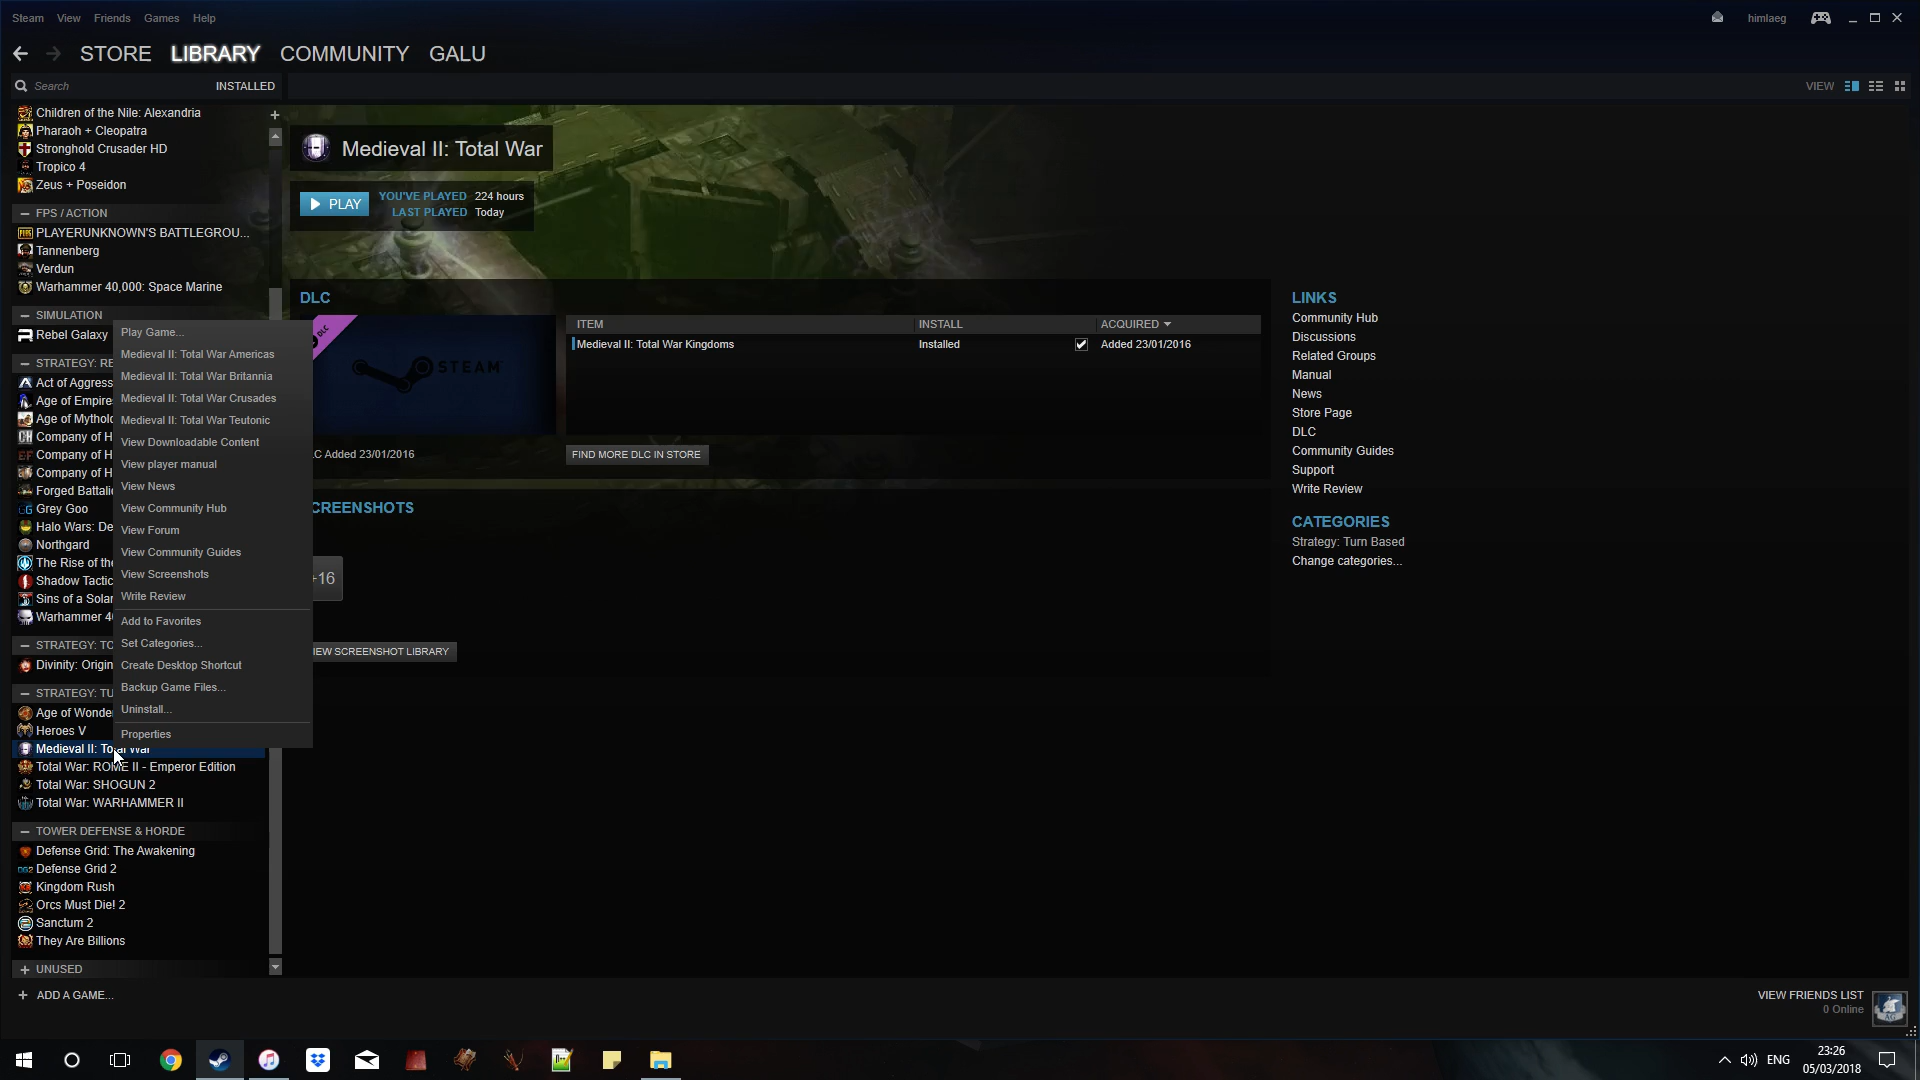 Steam View Friends Games Help
himlaeg
STORE LIBRARY COMMUNITY GALU
Search INSTALLED
VIEW
Children of the Nile: Alexandria
Pharaoh + Cleopatra
Stronghold Crusader HD
Tropico 4
Zeus + Poseidon
FPS / ACTION
PLAYERUNKNOWN'S BATTLEGROU...
Tannenberg
Verdun
Warhammer 40,000: Space Marine
SIMULATION
Rebel Galaxy
STRATEGY: RE
Act of Aggress
Age of Empire
Age of Mytholo
Company of H
Company of H
Company of H
Forged Battali
Grey Goo
Halo Wars: De
Northgard
The Rise of the
Shadow Tactic
Sins of a Solar
Warhammer 40
STRATEGY: TO
Divinity: Origin
STRATEGY: TU
Age of Wonde
Heroes V
Medieval II: Total War
Total War: ROME II - Emperor Edition
Total War: SHOGUN 2
Total War: WARHAMMER II
TOWER DEFENSE & HORDE
Defense Grid: The Awakening
Defense Grid 2
Kingdom Rush
Orcs Must Die! 2
Sanctum 2
They Are Billions
+ UNUSED
+ ADD A GAME...
Play Game...
Medieval II: Total War Americas
Medieval II: Total War Britannia
Medieval II: Total War Crusades
Medieval II: Total War Teutonic
View Downloadable Content
View player manual
View News
View Community Hub
View Forum
View Community Guides
View Screenshots
Write Review
Add to Favorites
Set Categories...
Create Desktop Shortcut
Backup Game Files...
Uninstall...
Properties
Medieval II: Total War
PLAY
YOU'VE PLAYED 224 hours
LAST PLAYED Today
DLC
DLC
STEAM
ITEM INSTALL ACQUIRED
Medieval II: Total War Kingdoms Installed Added 23/01/2016
LC Added 23/01/2016
FIND MORE DLC IN STORE
CREENSHOTS
+16
IEW SCREENSHOT LIBRARY
LINKS
Community Hub
Discussions
Related Groups
Manual
News
Store Page
DLC
Community Guides
Support
Write Review
CATEGORIES
Strategy: Turn Based
Change categories...
VIEW FRIENDS LIST
0 Online
ENG
23:26
05/03/2018